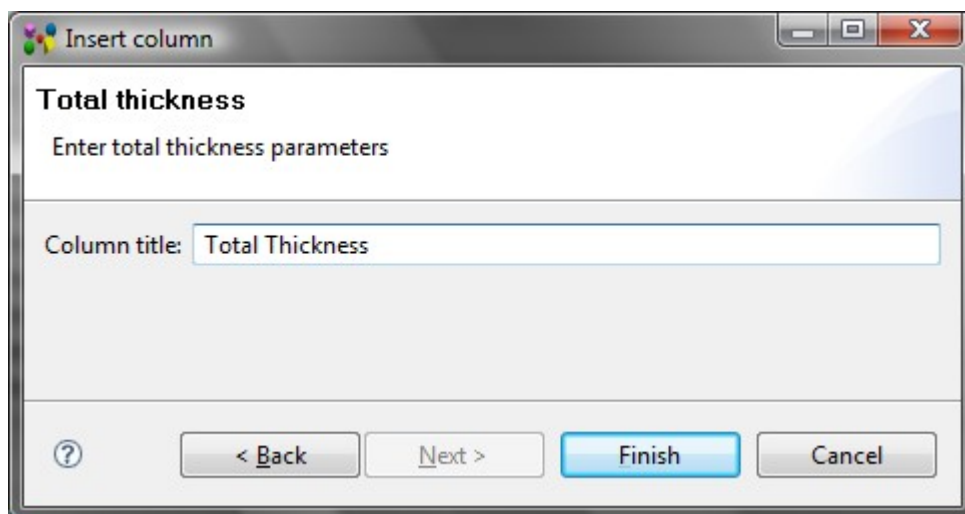 Insert column
Total thickness
Enter total thickness parameters
Column title: Total Thickness
? < Back Next > Finish Cancel